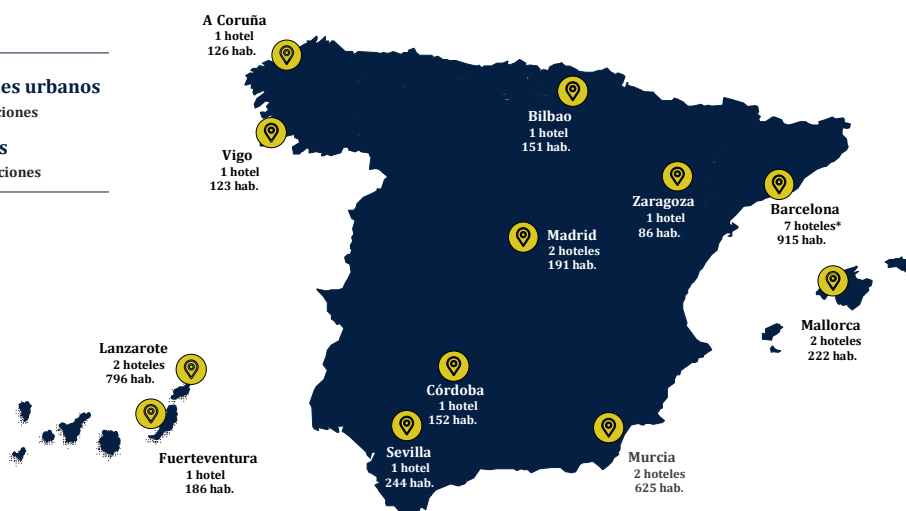 es urbanos
ciones
s
ciones
A Coruña
1 hotel
126 hab.
Vigo
1 hotel
123 hab.
Bilbao
1 hotel
151 hab.
Zaragoza
1 hotel
86 hab.
Barcelona
7 hoteles*
915 hab.
Madrid
2 hoteles
191 hab.
Mallorca
2 hoteles
222 hab.
Lanzarote
2 hoteles
796 hab.
Córdoba
1 hotel
152 hab.
Fuerteventura
1 hotel
186 hab.
Sevilla
1 hotel
244 hab.
Murcia
2 hoteles
625 hab.